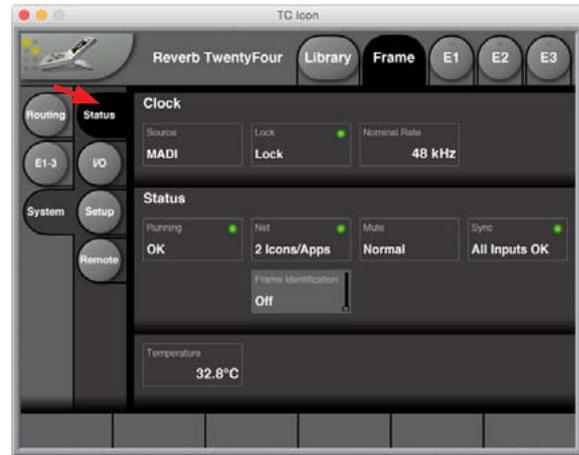 TC Icon
Reverb TwentyFour
Library
Frame
E1
E2
E3
Routing
E1-3
System
Status
I/O
Setup
Remote
Clock
Source
MADI
Lock
Lock
Nominal Rate
48 kHz
Status
Running
OK
Net
2 Icons/Apps
Mute
Normal
Sync
All Inputs OK
Frame Identification
Off
Temperature
32.8°C